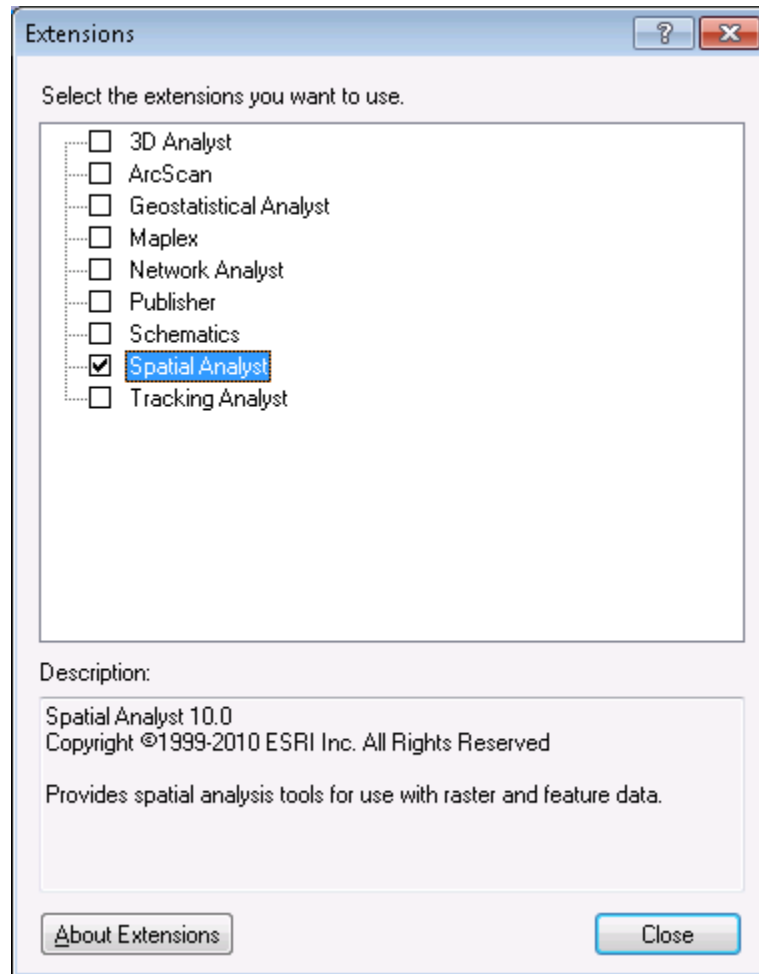 Extensions
Select the extensions you want to use.
3D Analyst
ArcScan
Geostatistical Analyst
Maplex
Network Analyst
Publisher
Schematics
Spatial Analyst
Tracking Analyst
Description:
Spatial Analyst 10.0
Copyright ©1999-2010 ESRI Inc. All Rights Reserved
Provides spatial analysis tools for use with raster and feature data.
About Extensions
Close